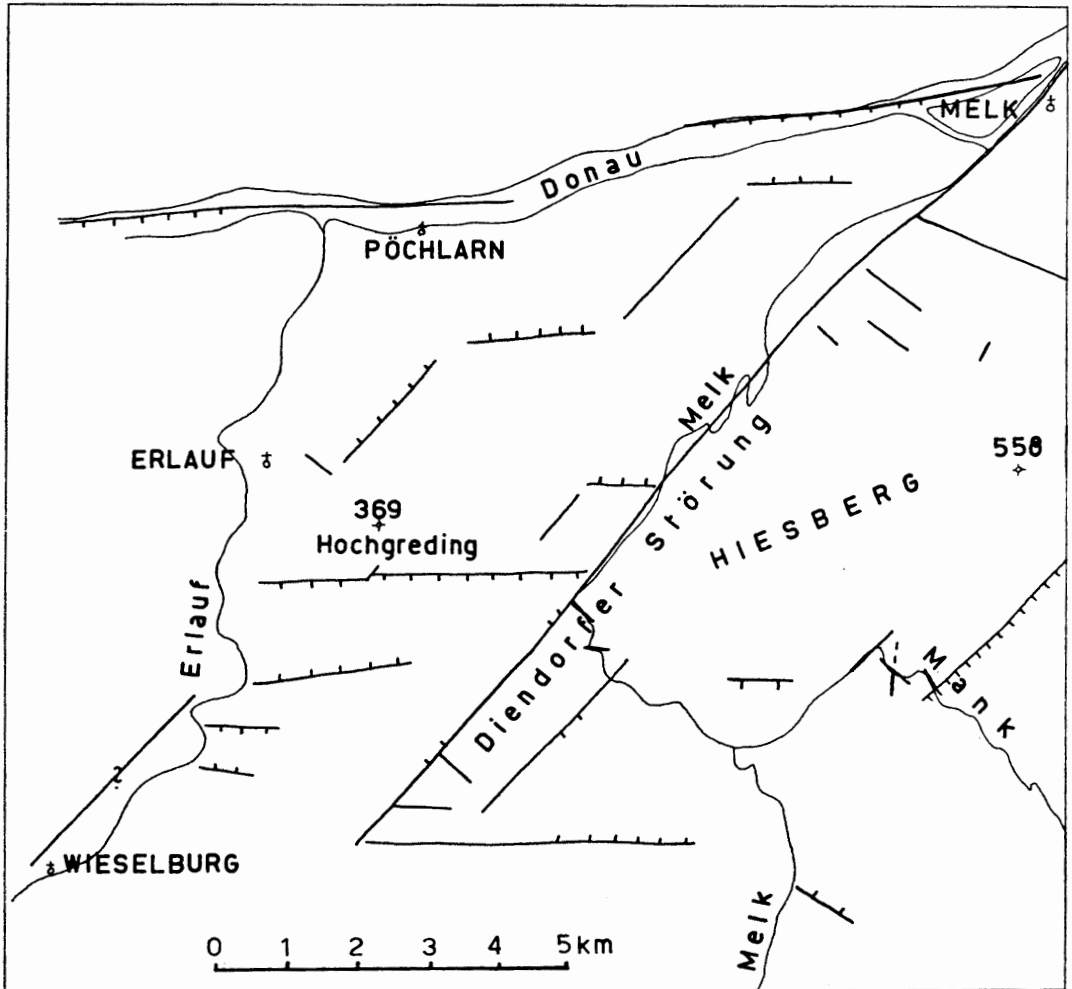 MELK
Donau
PÖCHLARN
Melk
ERLAUF
558
369
Hochgreding
HIESBERG
Diendorfer Störung
Erlauf
Mank
?
WIESELBURG
Melk
0 1 2 3 4 5km